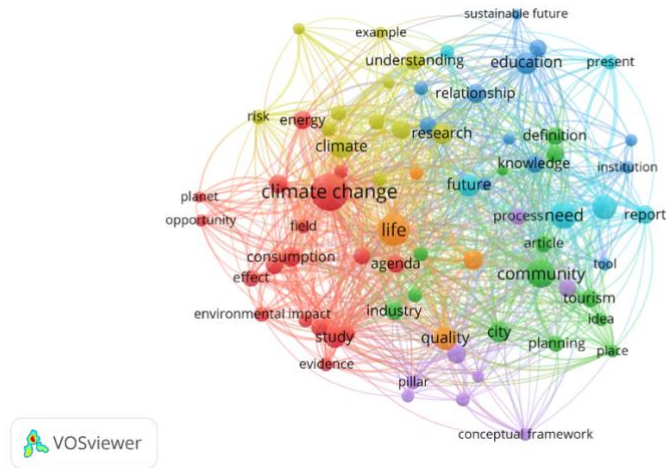 sustainable future
example
understanding
education
present
relationship
risk
energy
research
definition
climate
knowledge
institution
climate change
future
planet
opportunity
process
need
report
field
life
article
consumption
agenda
community
tool
effect
tourism
environmental impact
industry
idea
study
quality
city
planning
place
evidence
pillar
conceptual framework
VOSviewer